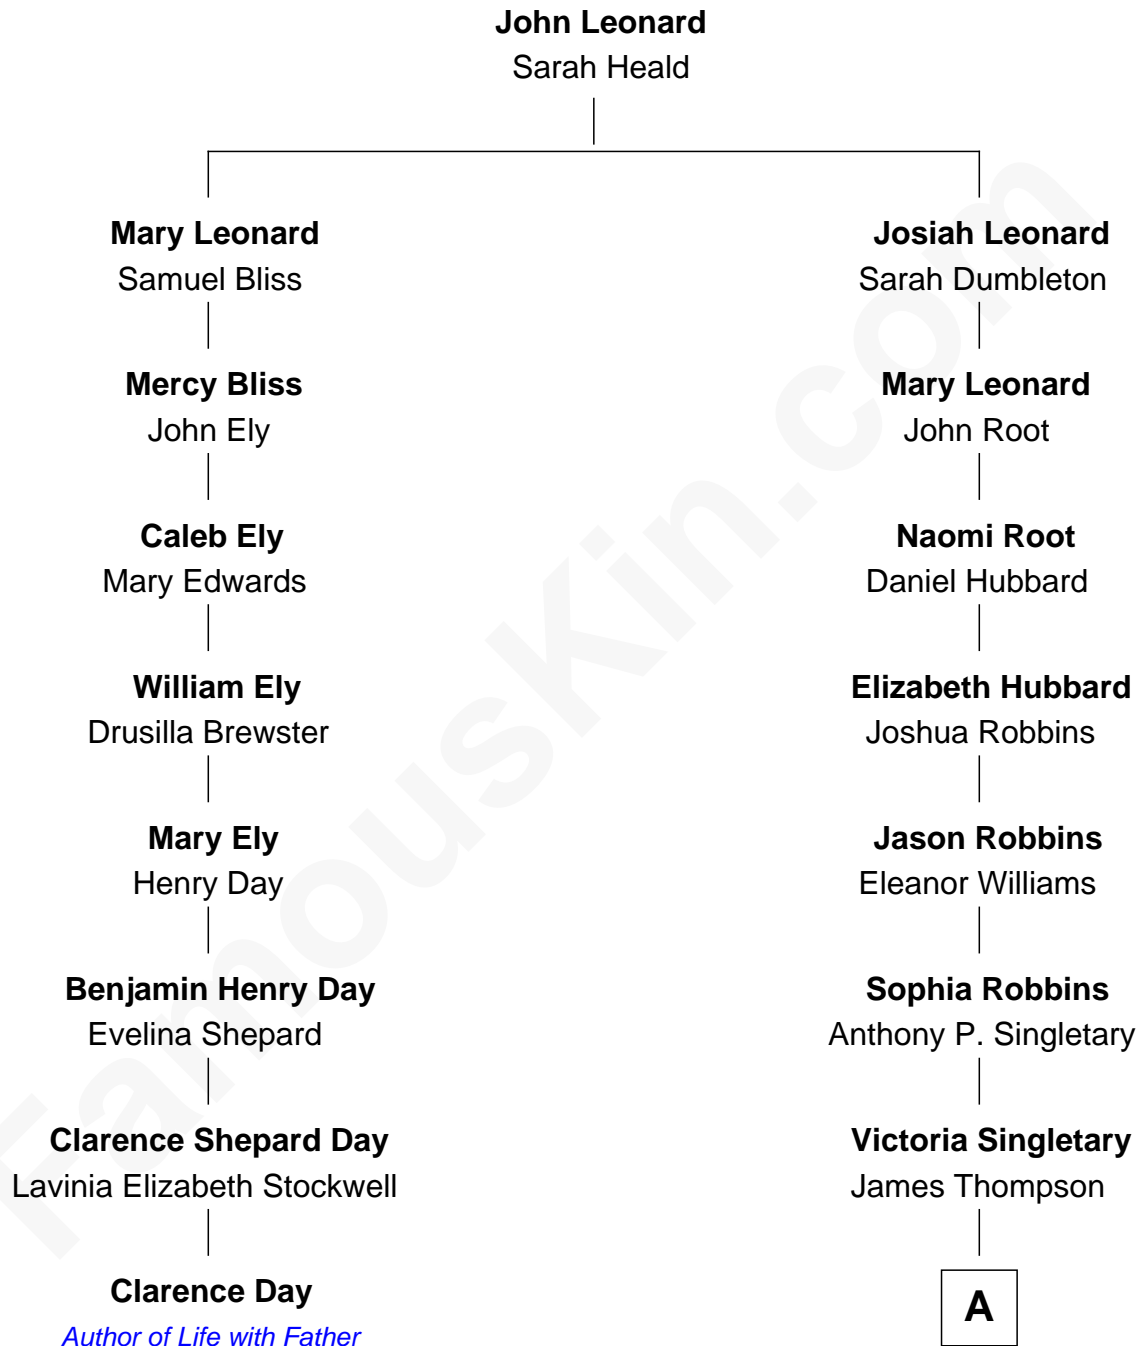 John Leonard
Sarah Heald
Mary Leonard
Samuel Bliss
Josiah Leonard
Sarah Dumbleton
Mercy Bliss
John Ely
Mary Leonard
John Root
Caleb Ely
Mary Edwards
Naomi Root
Daniel Hubbard
William Ely
Drusilla Brewster
Elizabeth Hubbard
Joshua Robbins
Mary Ely
Henry Day
Jason Robbins
Eleanor Williams
Benjamin Henry Day
Evelina Shepard
Sophia Robbins
Anthony P. Singletary
Clarence Shepard Day
Lavinia Elizabeth Stockwell
Victoria Singletary
James Thompson
Clarence Day
Author of Life with Father
A
FamousKin.com